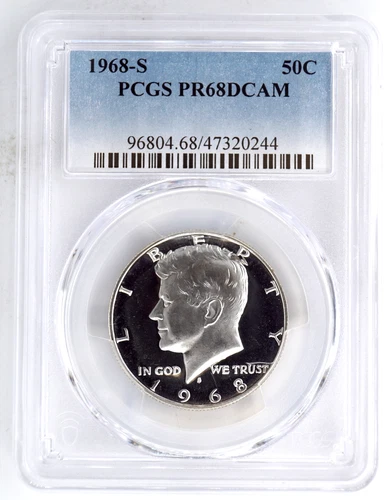 1968-S 50C
PCGS PR68DCAM
96804.68/47320244
LIBERTY
IN GOD WE TRUST
S
1968